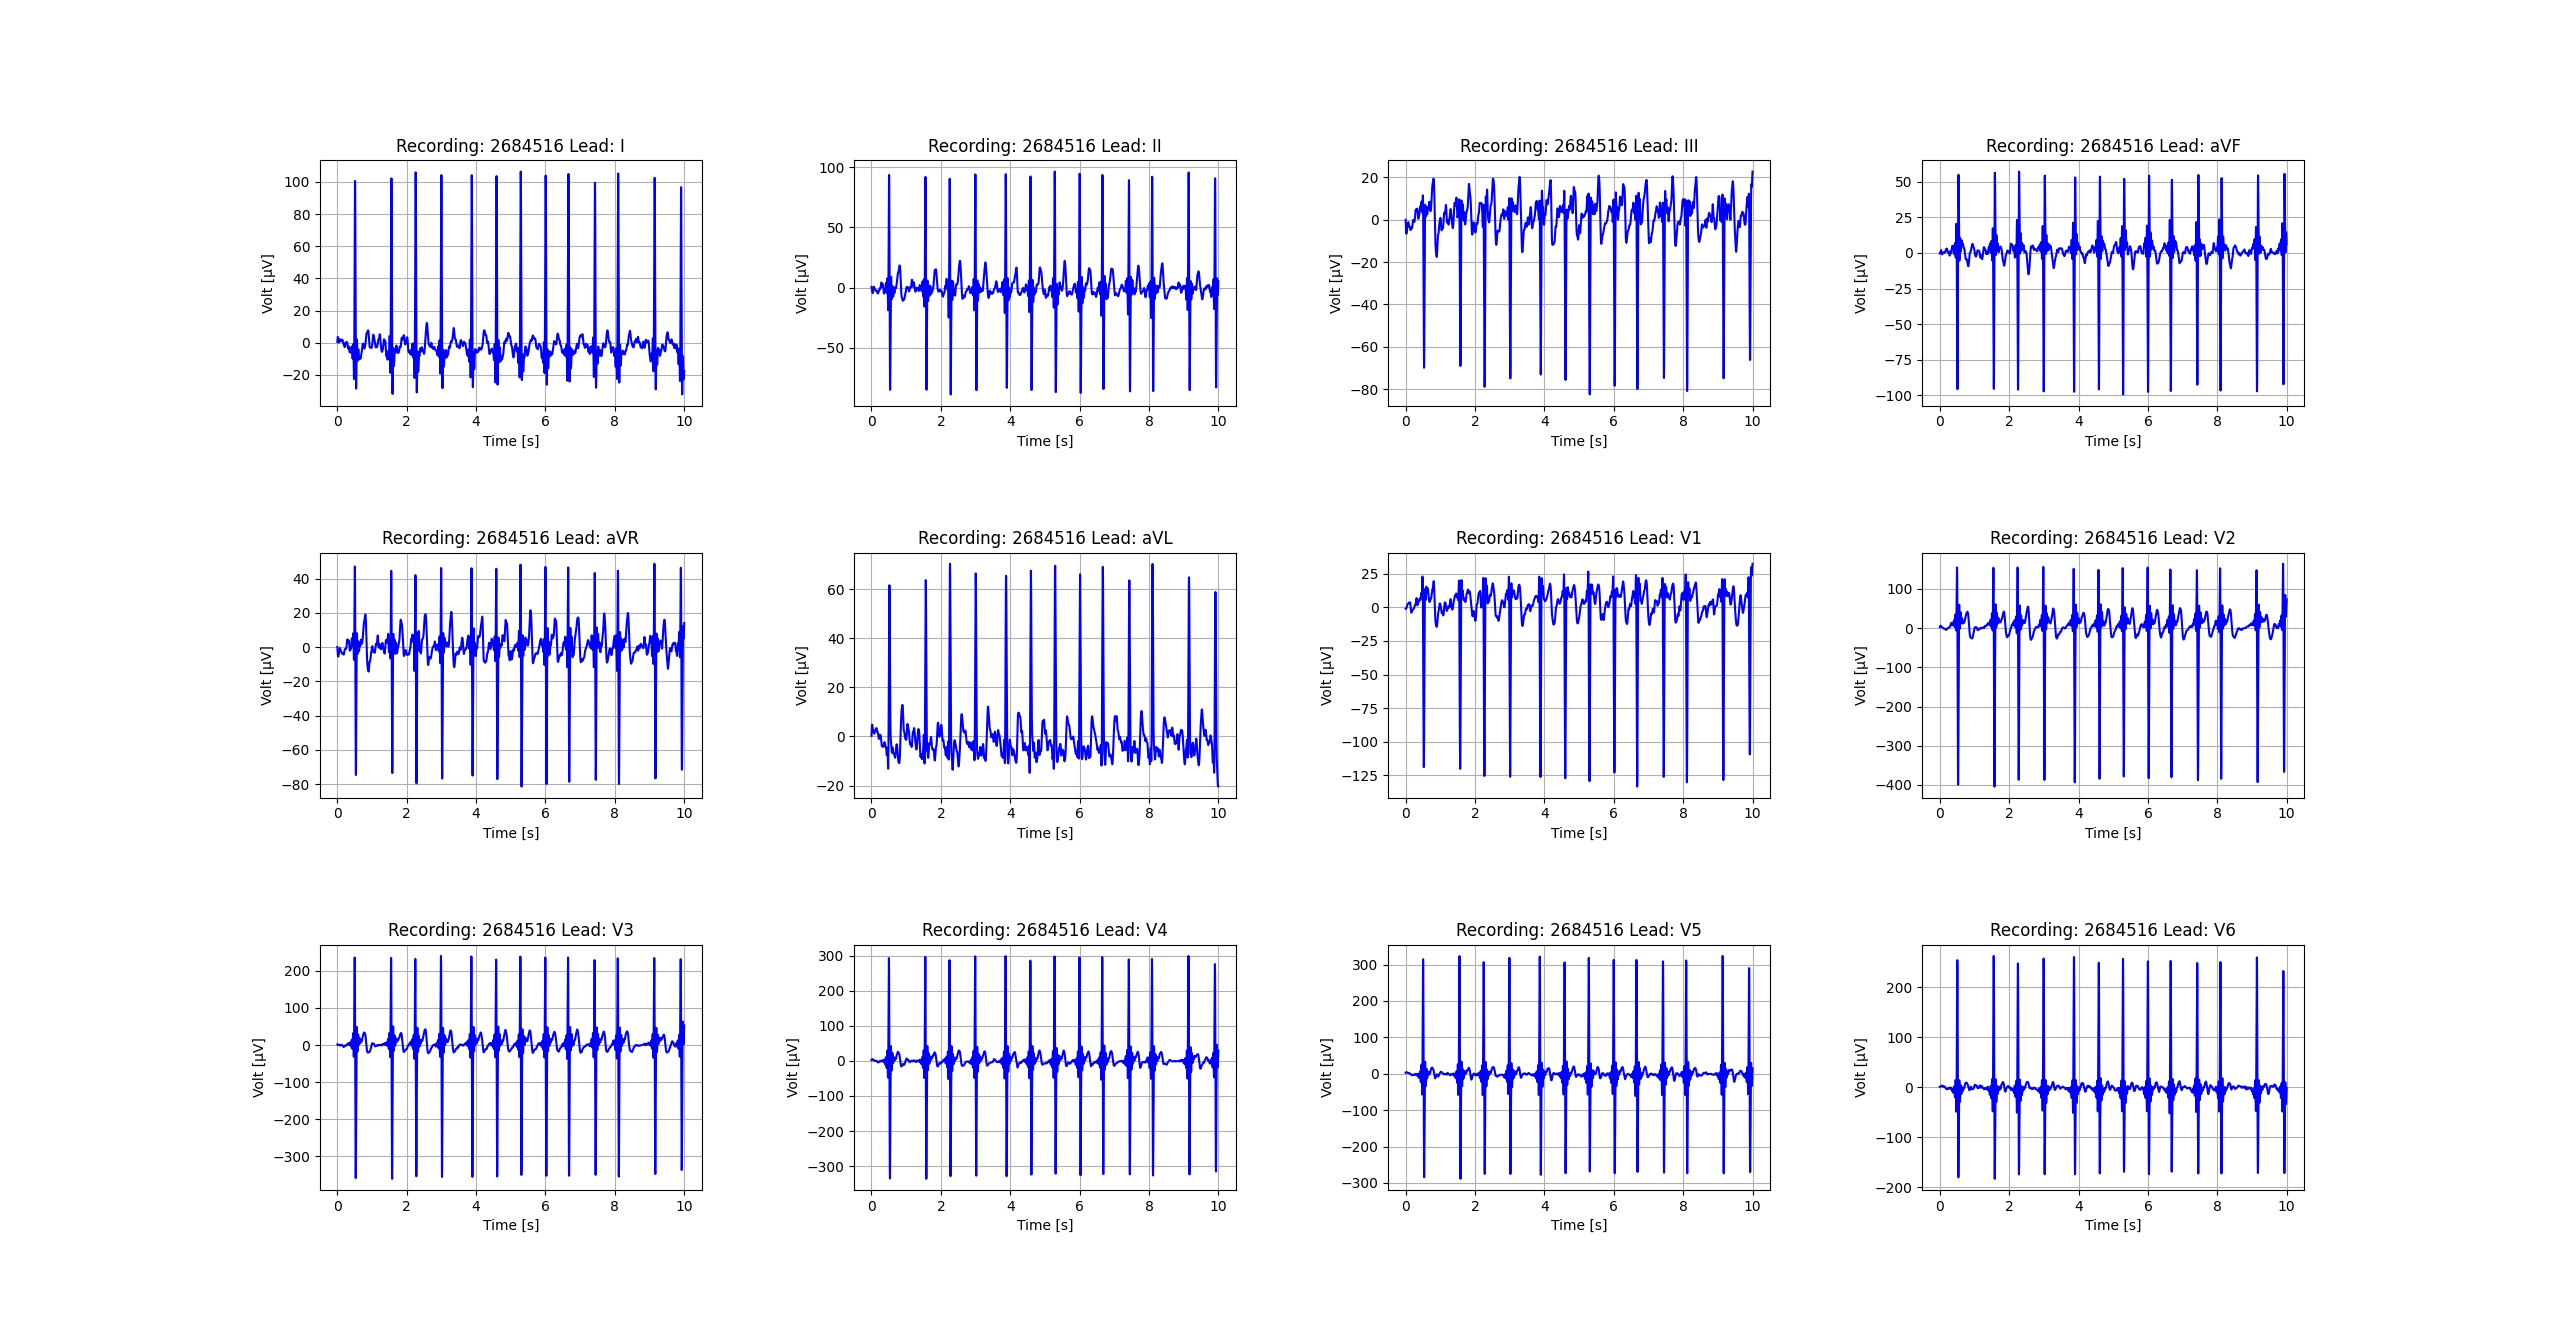 Recording: 2684516 Lead: I
100
80
60
40
20
0
−20
Volt [µV]
0 2 4 6 8 10
Time [s]
Recording: 2684516 Lead: II
100
50
0
−50
Volt [µV]
0 2 4 6 8 10
Time [s]
Recording: 2684516 Lead: III
20
0
−20
−40
−60
−80
Volt [µV]
0 2 4 6 8 10
Time [s]
Recording: 2684516 Lead: aVF
50
25
0
−25
−50
−75
−100
Volt [µV]
0 2 4 6 8 10
Time [s]
Recording: 2684516 Lead: aVR
40
20
0
−20
−40
−60
−80
Volt [µV]
0 2 4 6 8 10
Time [s]
Recording: 2684516 Lead: aVL
60
40
20
0
−20
Volt [µV]
0 2 4 6 8 10
Time [s]
Recording: 2684516 Lead: V1
25
0
−25
−50
−75
−100
−125
Volt [µV]
0 2 4 6 8 10
Time [s]
Recording: 2684516 Lead: V2
100
0
−100
−200
−300
−400
Volt [µV]
0 2 4 6 8 10
Time [s]
Recording: 2684516 Lead: V3
200
100
0
−100
−200
−300
Volt [µV]
0 2 4 6 8 10
Time [s]
Recording: 2684516 Lead: V4
300
200
100
0
−100
−200
−300
Volt [µV]
0 2 4 6 8 10
Time [s]
Recording: 2684516 Lead: V5
300
200
100
0
−100
−200
−300
Volt [µV]
0 2 4 6 8 10
Time [s]
Recording: 2684516 Lead: V6
200
100
0
−100
−200
Volt [µV]
0 2 4 6 8 10
Time [s]